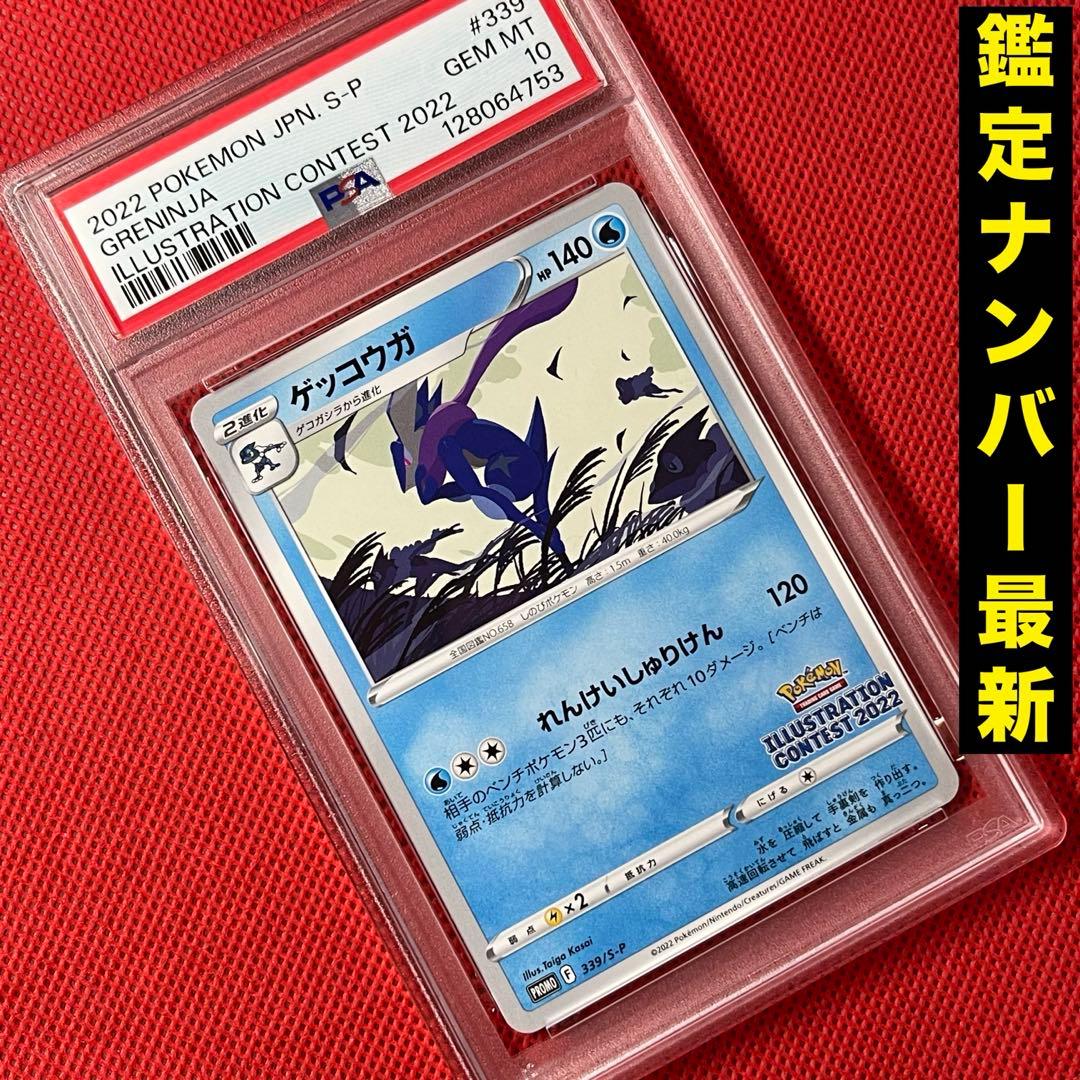 鑑定ナンバー最新
2022 POKEMON JPN. S-P
#339
GRENINJA
GEM MT
ILLUSTRATION CONTEST 2022
10
PSA
128064753
2進化
ゲッコウガ
HP 140
ゲコガシラから進化
全国図鑑NO.658 しのびポケモン 高さ:1.5m 重さ:40.0kg
れんけいしゅりけん
120
相手のベンチポケモン3匹にも、それぞれ10ダメージ。[ベンチは
弱点・抵抗力を計算しない。]
Pokémon
TRADING CARD GAME
ILLUSTRATION
CONTEST 2022
弱点
×2
抵抗力
にげる
水を 圧縮して 手裏剣を 作り出す。
高速回転させて 飛ばすと 金属も 真っ二つ。
Illus.Taiga Kasai
PROMO
F
339/S-P
©2022 Pokémon/Nintendo/Creatures/GAME FREAK.
PSA